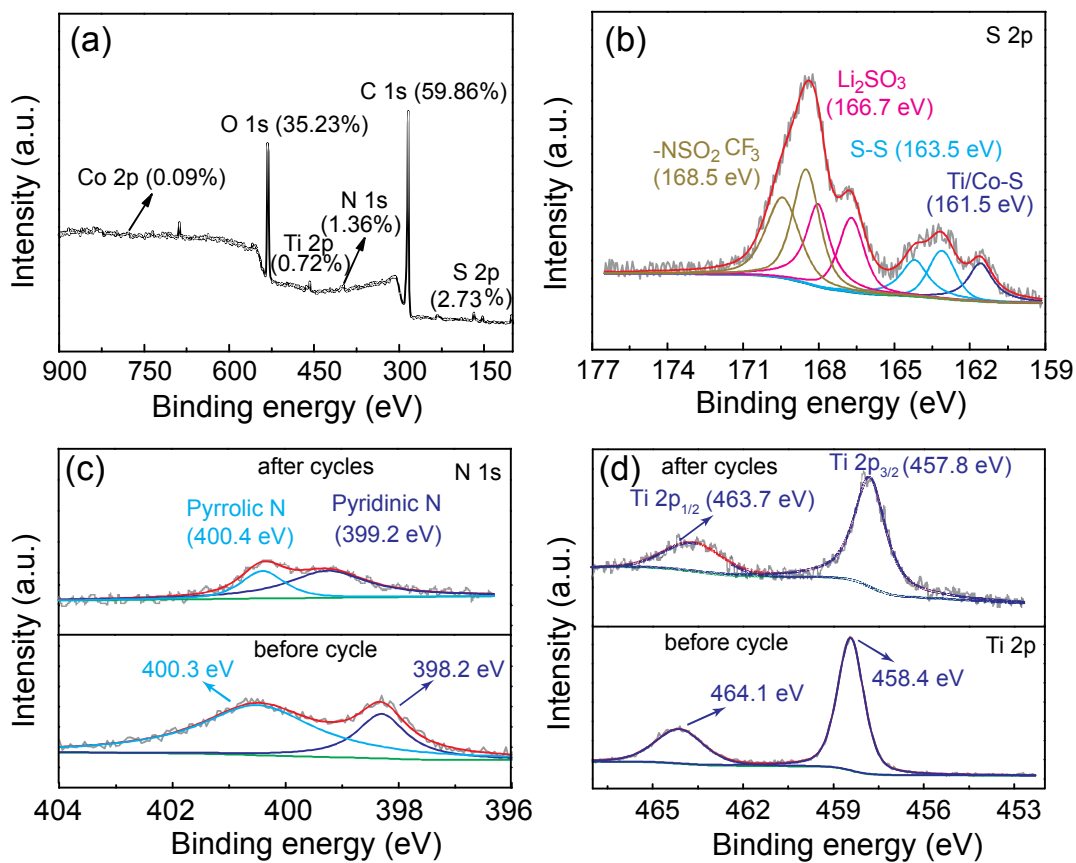 (a)
C 1s (59.86%)
O 1s (35.23%)
Co 2p (0.09%)
N 1s
(1.36%)
Ti 2p
(0.72%)
S 2p
(2.73%)
Intensity (a.u.)
900 750 600 450 300 150
Binding energy (eV)
(b)
S 2p
Li₂SO₃
(166.7 eV)
-NSO₂ CF₃
(168.5 eV)
S-S (163.5 eV)
Ti/Co-S
(161.5 eV)
Intensity (a.u.)
177 171 168 165 162 159
Binding energy (eV)
(c)
after cycles
N 1s
Pyrrolic N
(400.4 eV)
Pyridinic N
(399.2 eV)
before cycle
400.3 eV
398.2 eV
Intensity (a.u.)
404 402 400 398 396
Binding energy (eV)
(d)
after cycles
Ti 2p₃/₂ (457.8 eV)
Ti 2p₁/₂ (463.7 eV)
before cycle
Ti 2p
464.1 eV
458.4 eV
Intensity (a.u.)
465 462 459 456 453
Binding energy (eV)